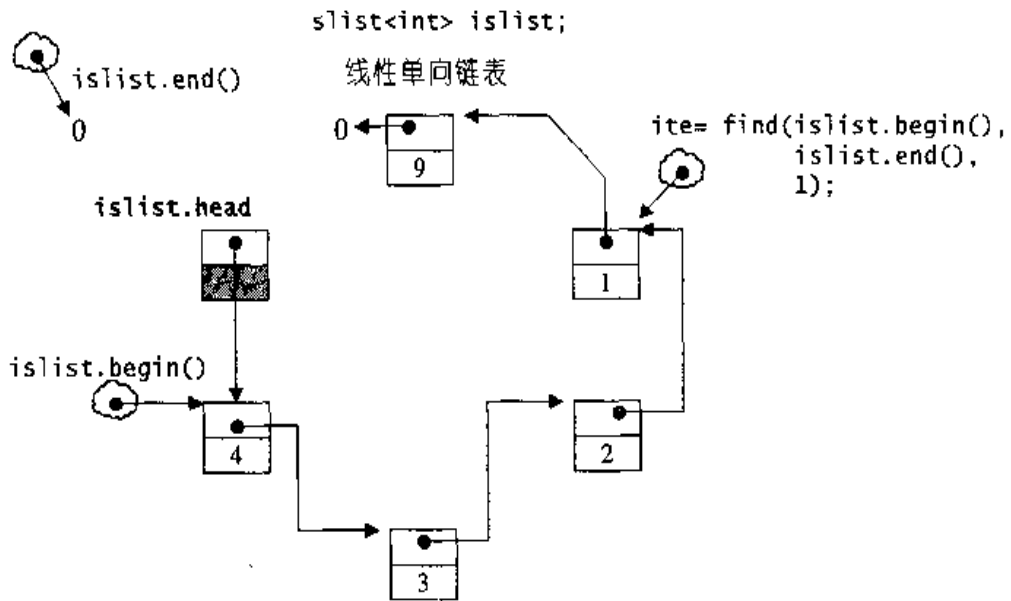 slist<int> islist;
线性单向链表
islist.end()
0
0
9
ite= find(islist.begin(),
islist.end(),
1);
islist.head
1
islist.begin()
4
2
3